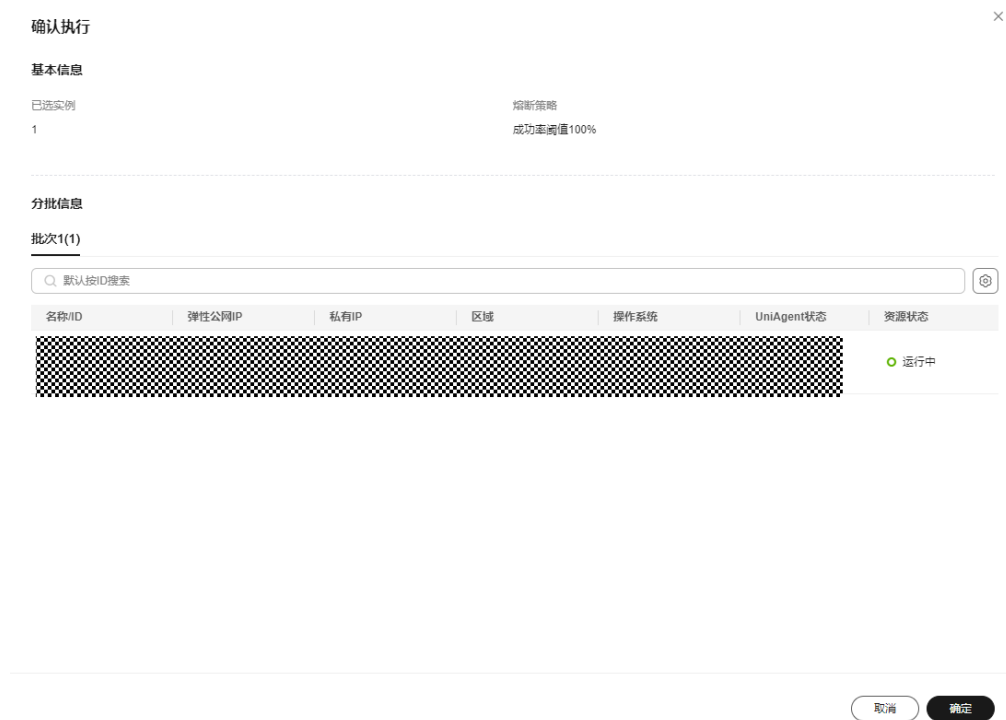 确认执行
基本信息
已选实例 熔断策略
1 成功率阈值100%
分批信息
批次1(1)
默认按ID搜索
名称/ID 弹性公网IP 私有IP 区域 操作系统 UniAgent状态 资源状态
运行中
取消 确定